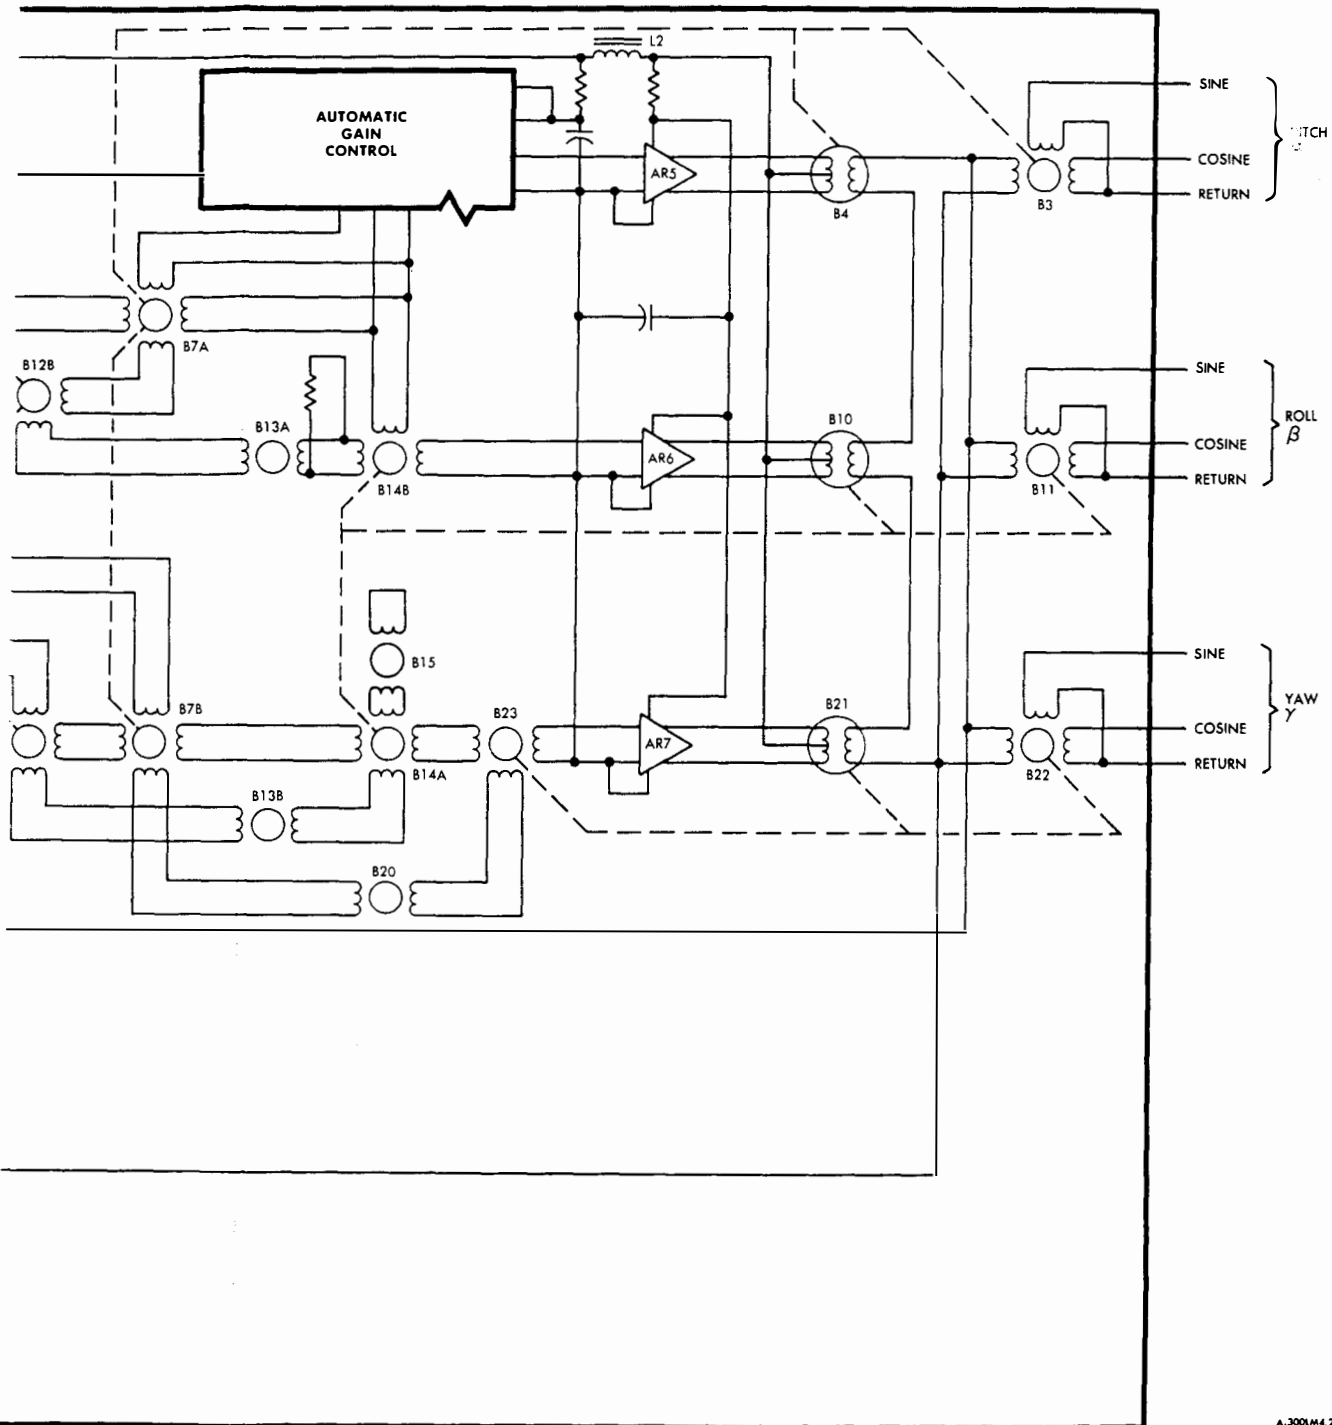 L2
AUTOMATIC
GAIN
CONTROL
SINE
COSINE
RETURN
AR5
B4
B3
B7A
B12B
B13A
B14B
AR6
B10
B11
SINE
COSINE
RETURN
ROLL
β
B15
B7B
B23
B14A
AR7
B21
B22
SINE
COSINE
RETURN
YAW
γ
B13B
B20